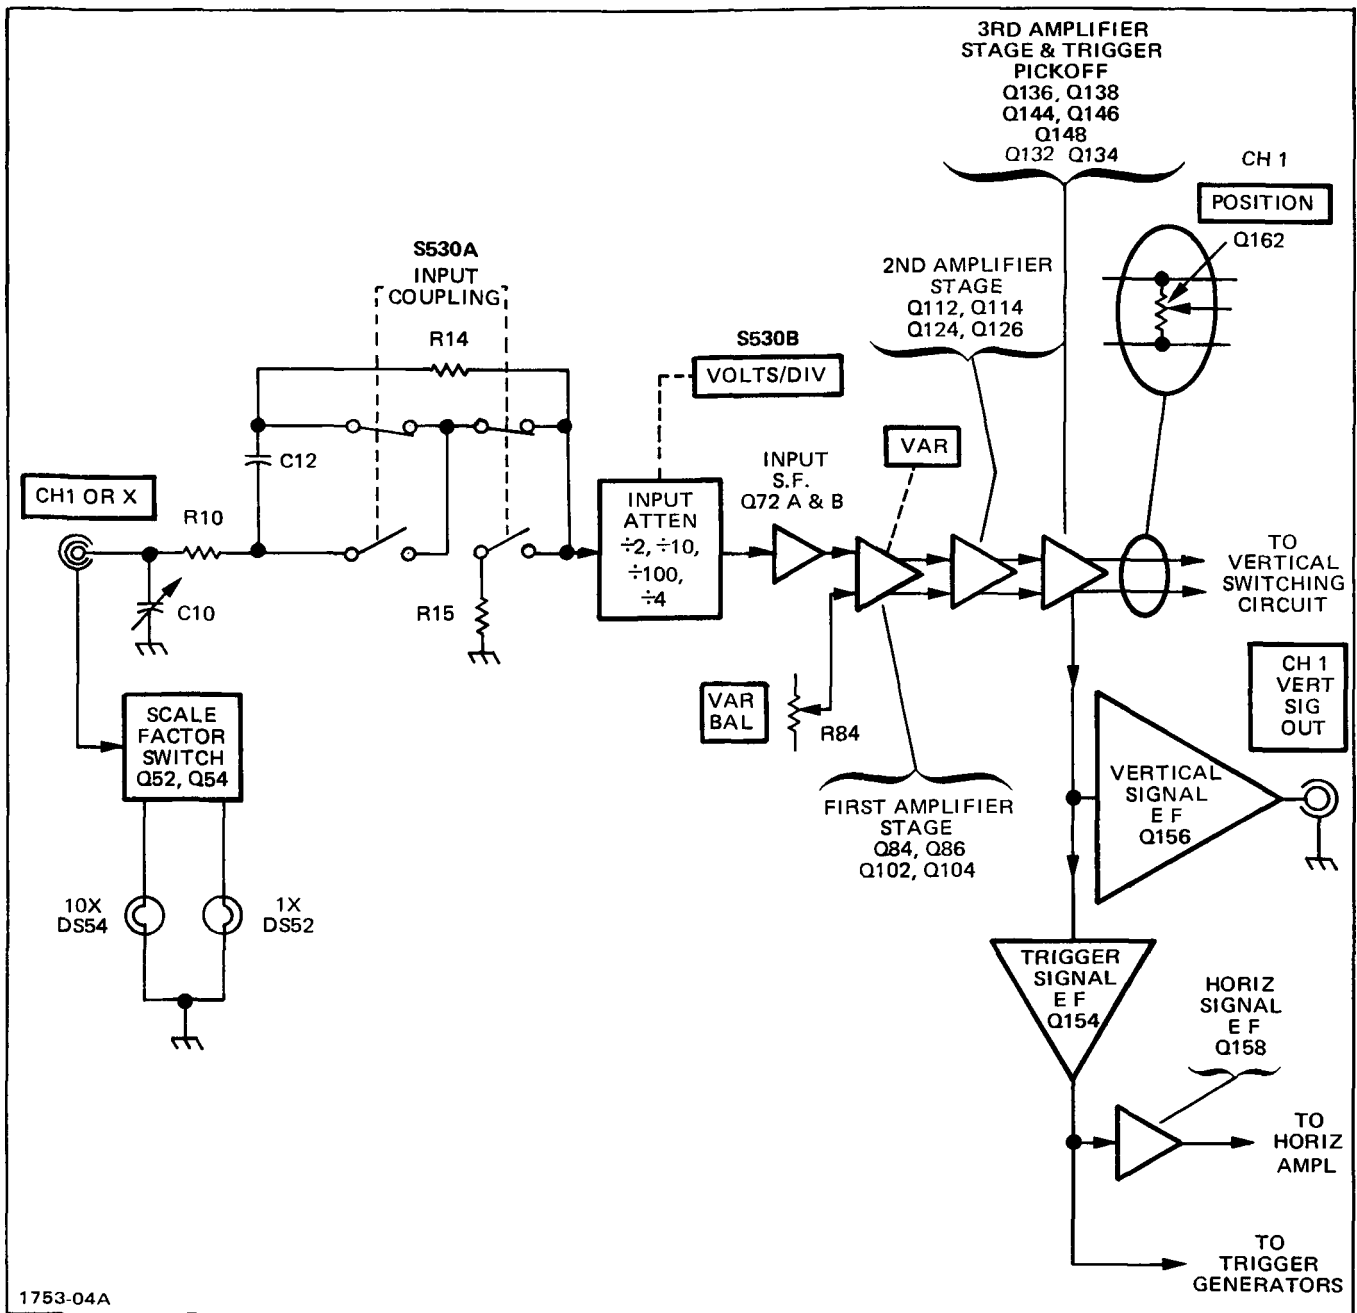 3RD AMPLIFIER
STAGE & TRIGGER
PICKOFF
Q136, Q138
Q144, Q146
Q148
Q132 Q134
CH 1
POSITION
Q162
S530A
INPUT
COUPLING
R14
2ND AMPLIFIER
STAGE
Q112, Q114
Q124, Q126
S530B
VOLTS/DIV
C12
VAR
INPUT
S.F.
Q72 A & B
CH1 OR X
R10
INPUT
ATTEN
÷2, ÷10,
÷100,
÷4
TO
VERTICAL
SWITCHING
CIRCUIT
C10
R15
CH 1
VERT
SIG
OUT
VAR
BAL
R84
SCALE
FACTOR
SWITCH
Q52, Q54
VERTICAL
SIGNAL
E F
Q156
FIRST AMPLIFIER
STAGE
Q84, Q86
Q102, Q104
10X
DS54
1X
DS52
TRIGGER
SIGNAL
E F
Q154
HORIZ
SIGNAL
E F
Q158
TO
HORIZ
AMPL
TO
TRIGGER
GENERATORS
1753-04A